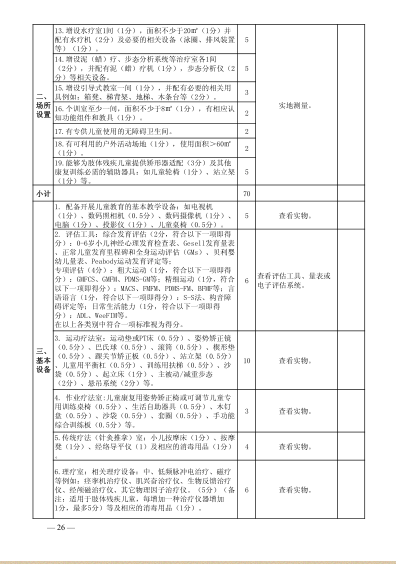 13.增设水疗室1间（1分），面积不少于20㎡（1分）并
配有水疗机（2分）及必要的相关设备（泳圈、排风装置
等）（1分）。
5
14.增设泥（蜡）疗、步态分析系统等治疗室各1间
（2分），并配有泥（蜡）疗机（1分），步态分析仪（2
分）等相关设备。
5
15.增设引导式教室一间（1分），并配有必要的相关用
具例如：箱凳、梯背架、地梯、木条台等（2分）。
3
16.个训室至少一间，面积不少于8㎡（1分），有相应认
知功能组件和教具（1分）。
2
17.有专供儿童使用的无障碍卫生间。
2
18.有可利用的户外活动场地（1分），使用面积＞60㎡
（1分）。
2
19.能够为肢体残疾儿童提供矫形器适配（3分）及其他
康复训练必需的辅助器具：如儿童轮椅（1分）、站立架
（1分）等。
5
二、
场所
设置
实地测量。
小计
70
三、
基本
设备
1. 配备开展儿童教育的基本教学设备：如电视机
（1分）、数码照相机（0.5分）、数码摄像机（1分）、
电脑（1分）、投影仪（1分）、儿童桌椅（0.5分）。
5
查看实物。
2. 评估工具：综合发育评估（2分，符合以下一项即得
分）：0-6岁小儿神经心理发育检查表、Gesell发育量表
、正常儿童发育里程碑和全身运动评估（GMs）、贝利婴
幼儿量表、Peabody运动发育评定等；
专项评估（4分）：粗大运动（1分，符合以下一项即得
分）：GMFCS、GMFM、PDMS-GM等；精细运动（1分，符合
以下一项即得分）：MACS、FMFM、PDMS-FM、BFMF等；言
语语言（1分，符合以下一项即得分）：S-S法、构音障
碍评定等；日常生活能力（1分，符合以下一项即得
分）：ADL、WeeFIM等。
在以上各类别中符合一项标准视为得分。
6
查看评估工具、量表或
电子评估系统。
3. 运动疗法室：运动垫或PT床（0.5分）、姿势矫正镜
（0.5分）、巴氏球（0.5分）、滚筒（0.5分）、楔形垫
（0.5分）、踝关节矫正板（0.5分）、站立架（0.5分）
、儿童用平衡杠（0.5分）、训练用扶梯（0.5分）、沙
袋（0.5分）、起立床（1分）、主被动/减重步态
（2分）、悬吊系统（2分）等。
10
查看实物。
4. 作业疗法室:儿童康复用姿势矫正椅或可调节儿童专
用训练桌椅（0.5分）、生活自助器具（0.5分）、木钉
盘（0.5分）、沙袋（0.5分）、套圈（0.5分）、手功能
综合训练板（0.5分）等。
3
查看实物。
5.传统疗法（针灸推拿）室：小儿按摩床（1分）、按摩
凳（1分）、经络导平仪（1）及相应的消毒用品（1分）
。
4
查看实物。
6.理疗室：相关理疗设备：中、低频脉冲电治疗、磁疗
等例如：痉挛机治疗仪、肌兴奋治疗仪、生物反馈治疗
仪、经颅磁治疗仪、其它物理因子治疗仪。（5分）（备
注：适用于肢体残疾儿童，每增加一种治疗仪器增加
1分，最多5分）等及相应的消毒用品（1分）。
6
查看实物。
— 26 —